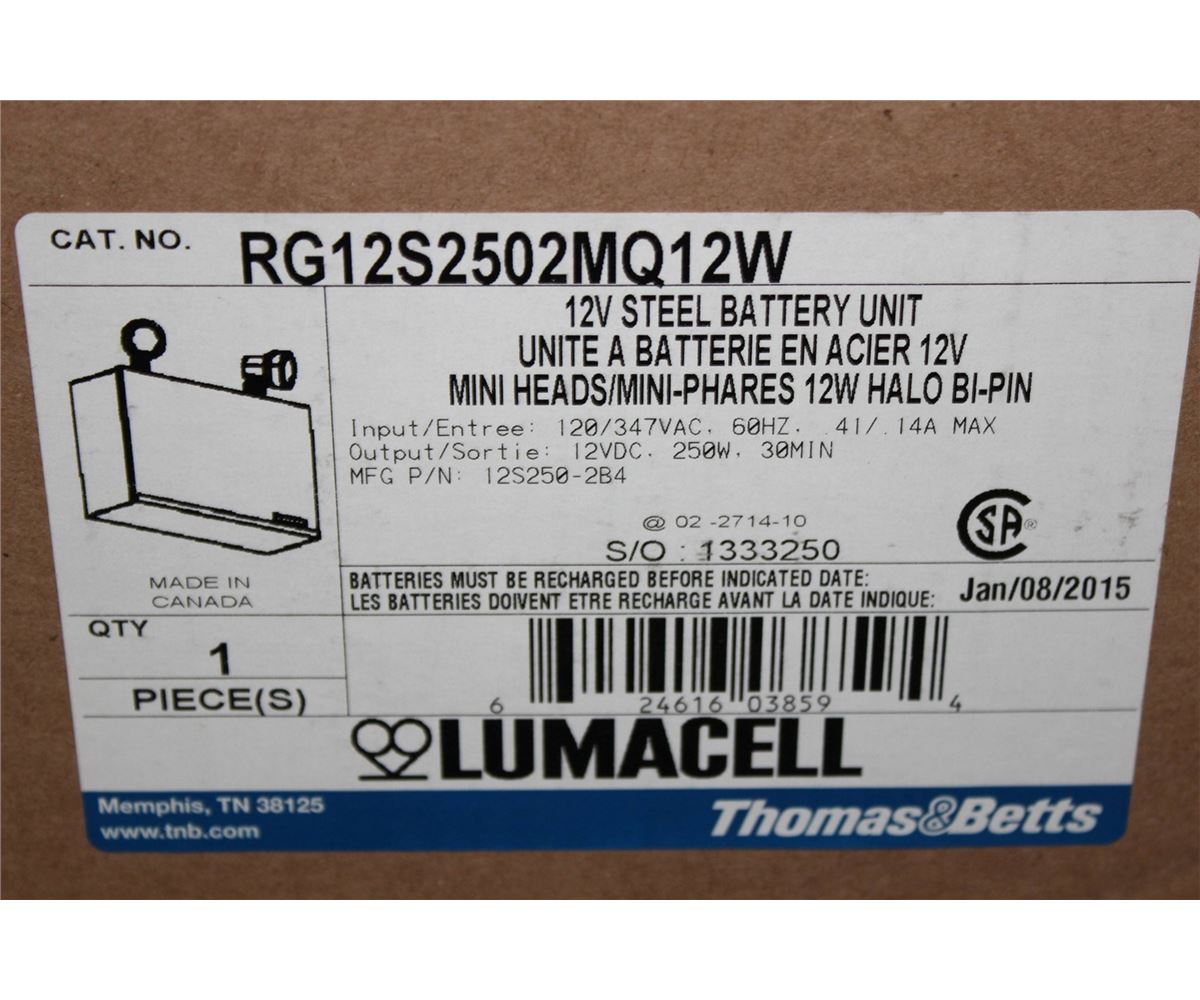 CAT. NO. RG12S2502MQ12W
12V STEEL BATTERY UNIT
UNITE A BATTERIE EN ACIER 12V
MINI HEADS/MINI-PHARES 12W HALO BI-PIN
Input/Entree: 120/347VAC, 60HZ, .41/.14A MAX
Output/Sortie: 12VDC, 250W, 30MIN
MFG P/N: 12S250-2B4
@ 02 -2714-10
S/O : 1333250
CSA®
MADE IN
CANADA
BATTERIES MUST BE RECHARGED BEFORE INDICATED DATE:
LES BATTERIES DOIVENT ETRE RECHARGE AVANT LA DATE INDIQUE:
Jan/08/2015
QTY
1
PIECE(S)
6 24616 03859 4
LUMACELL
Memphis, TN 38125
www.tnb.com
Thomas&Betts